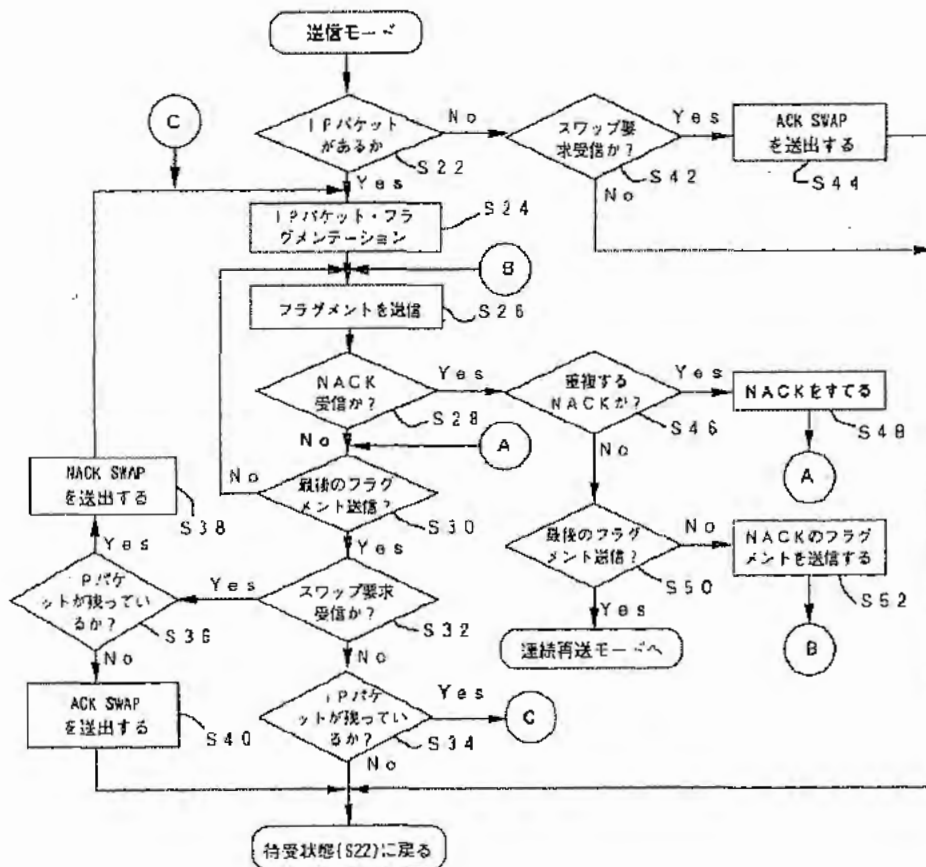 送信モード
C
IPパケット
があるか
No
S22
Yes
スワップ要
求受信か?
Yes
S42
No
ACK SWAP
を送出する
S44
IPパケット・フラ
グメンテーション
S24
B
フラグメントを送信
S26
NACK
受信か?
Yes
S28
No
重複する
NACKか?
Yes
S46
No
NACKをすてる
S48
A
A
NACK SWAP
を送出する
S38
Yes
No
最後のフラグ
メント送信?
S30
Yes
最後のフラグ
メント送信?
No
S50
Yes
NACKのフラグ
メントを送信する
S52
B
Pパケ
ットが残ってい
るか?
Yes
S36
No
スワップ要求
受信か?
S32
No
連続再送モードへ
ACK SWAP
を送出する
S40
IPパケ
ットが残ってい
るか?
Yes
S34
No
C
待受状態(S22)に戻る